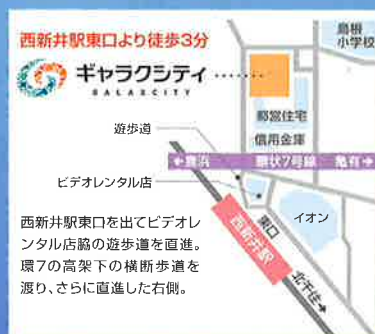 西新井駅東口より徒歩3分
ギャラクシティ
GALAXCITY
島根
小学校
都営住宅
信用金庫
遊歩道
←鹿浜
環状7号線
亀有→
ビデオレンタル店
イオン
東口
西新井駅
北千住→
西新井駅東口を出てビデオレ
ンタル店脇の遊歩道を直進。
環7の高架下の横断歩道を
渡り、さらに直進した右側。